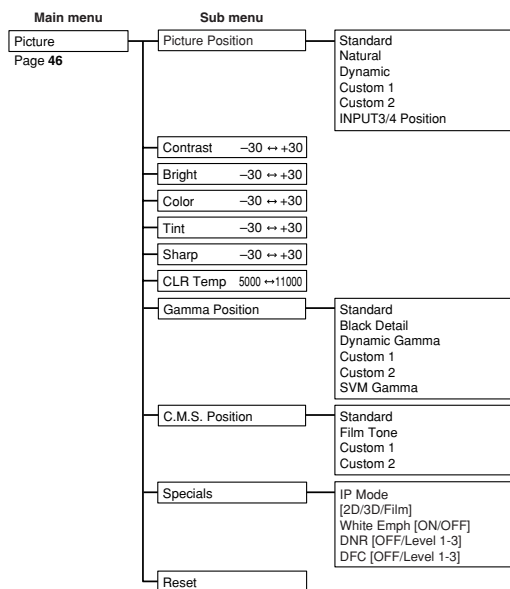 Main menu
Sub menu
Picture
Page 46
Picture Position
Standard
Natural
Dynamic
Custom 1
Custom 2
INPUT3/4 Position
Contrast −30 ↔ +30
Bright −30 ↔ +30
Color −30 ↔ +30
Tint −30 ↔ +30
Sharp −30 ↔ +30
CLR Temp 5000 ↔11000
Gamma Position
Standard
Black Detail
Dynamic Gamma
Custom 1
Custom 2
SVM Gamma
C.M.S. Position
Standard
Film Tone
Custom 1
Custom 2
Specials
IP Mode
[2D/3D/Film]
White Emph [ON/OFF]
DNR [OFF/Level 1-3]
DFC [OFF/Level 1-3]
Reset